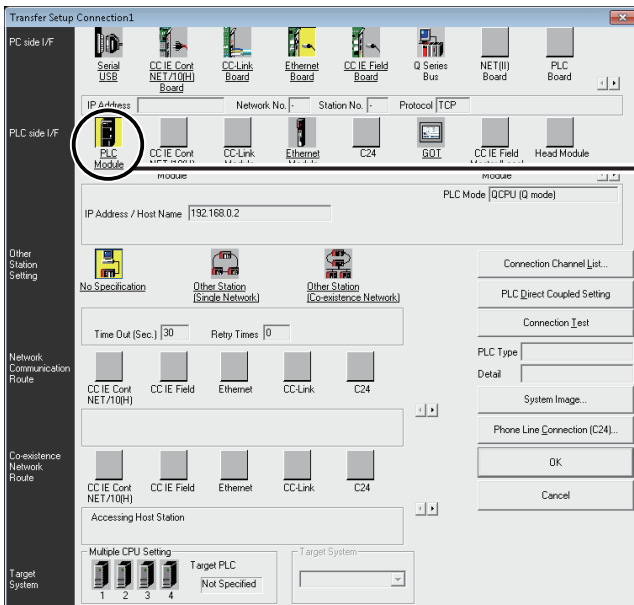 Transfer Setup Connection1
PC side I/F
Serial USB
CC IE Cont NET/10(H) Board
CC-Link Board
Ethernet Board
CC IE Field Board
Q Series Bus
NET(II) Board
PLC Board
IP Address
Network No. -
Station No. -
Protocol TCP
PLC side I/F
PLC Module
CC IE Cont
CC-Link
Ethernet
C24
GOT
CC IE Field
Head Module
Module
Module
PLC Mode QCPU (Q mode)
IP Address / Host Name 192.168.0.2
Other Station Setting
No Specification
Other Station (Single Network)
Other Station (Co-existence Network)
Time Out (Sec.) 30
Retry Times 0
Connection Channel List...
PLC Direct Coupled Setting
Connection Test
PLC Type
Detail
System Image...
Phone Line Connection (C24)...
OK
Cancel
Network Communication Route
CC IE Cont NET/10(H)
CC IE Field
Ethernet
CC-Link
C24
Co-existence Network Route
CC IE Cont NET/10(H)
CC IE Field
Ethernet
CC-Link
C24
Accessing Host Station
Target System
Multiple CPU Setting
1 2 3 4
Target PLC
Not Specified
Target System